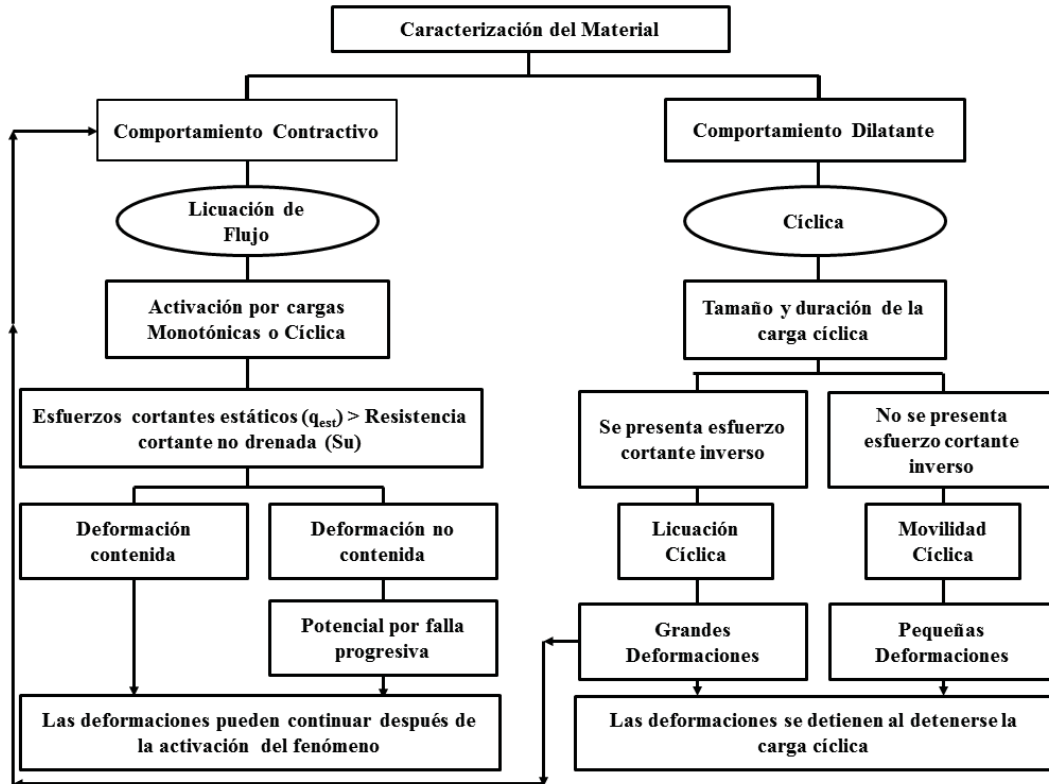 Caracterización del Material
Comportamiento Contractivo
Comportamiento Dilatante
Licuación de
Flujo
Cíclica
Activación por cargas
Monotónicas o Cíclica
Tamaño y duración de la
carga cíclica
Esfuerzos cortantes estáticos (qest) > Resistencia
cortante no drenada (Su)
Se presenta esfuerzo
cortante inverso
No se presenta
esfuerzo cortante
inverso
Deformación
contenida
Deformación no
contenida
Licuación
Cíclica
Movilidad
Cíclica
Potencial por falla
progresiva
Grandes
Deformaciones
Pequeñas
Deformaciones
Las deformaciones pueden continuar después de
la activación del fenómeno
Las deformaciones se detienen al detenerse la
carga cíclica